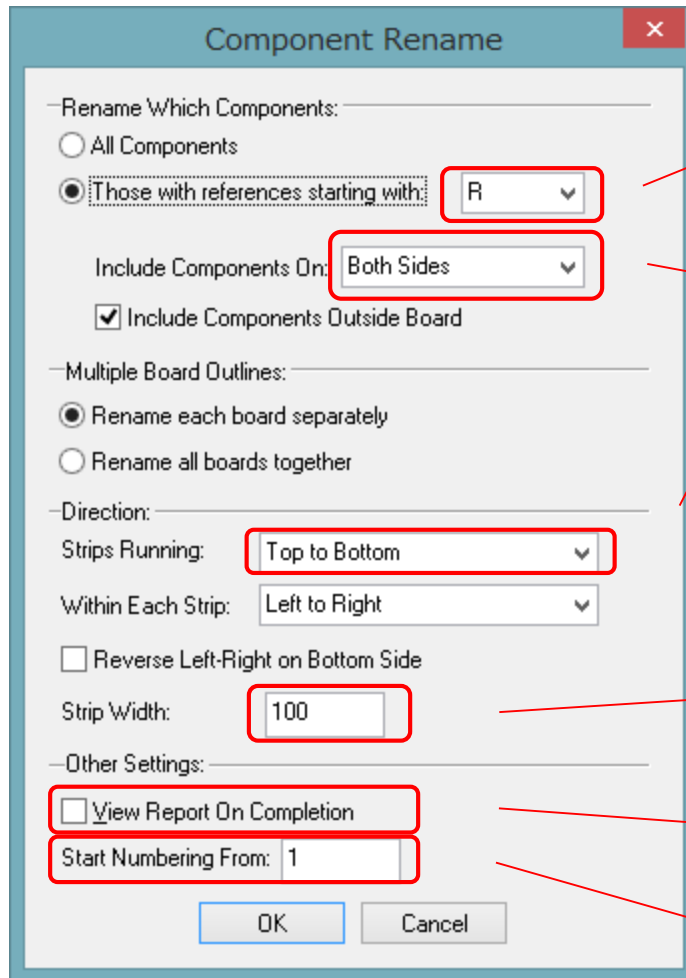 Component Rename
Rename Which Components:
All Components
Those with references starting with: R
Include Components On: Both Sides
Include Components Outside Board
Multiple Board Outlines:
Rename each board separately
Rename all boards together
Direction:
Strips Running: Top to Bottom
Within Each Strip: Left to Right
Reverse Left-Right on Bottom Side
Strip Width: 100
Other Settings:
View Report On Completion
Start Numbering From: 1
OK Cancel